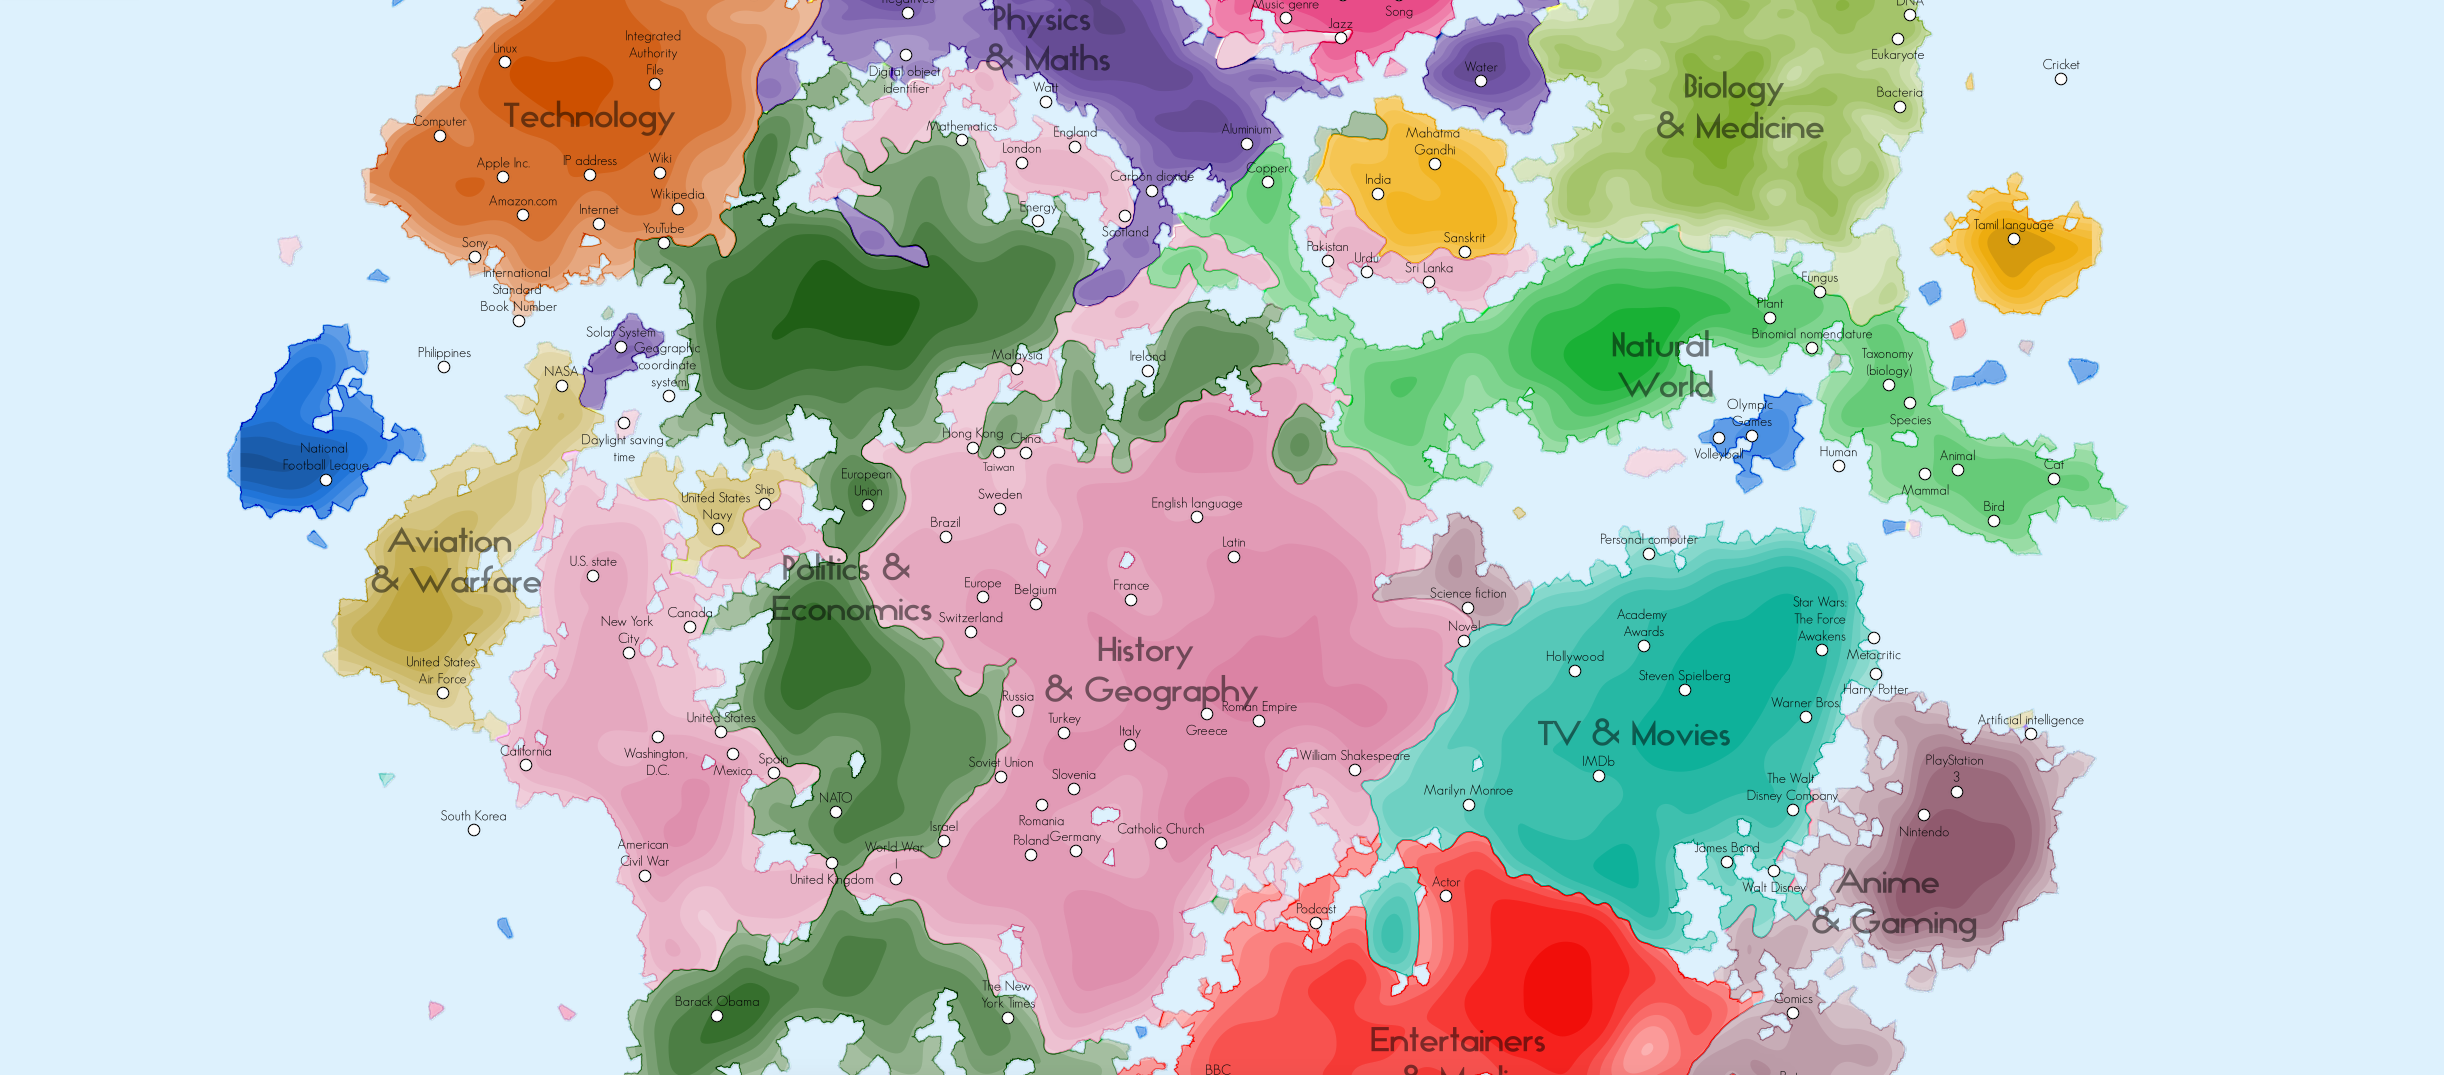 Physics
& Maths
Music genre
Jazz
Song
Linux
Integrated
Authority
File
Digital object
identifier
Water
Biology
& Medicine
Eukaryote
Cricket
Technology
Computer
Mathematics
England
London
Aluminium
Mahatma
Gandhi
Bacteria
Apple Inc.
IP address
Wiki
Carbon dioxide
Copper
India
Amazon.com
Internet
Wikipedia
YouTube
Energy
Scotland
Sony
International
Standard
Book Number
Pakistan
Urdu
Sanskrit
Sri Lanka
Tamil language
Fungus
Plant
Binomial nomenclature
Solar System
Geographic
coordinate
system
Philippines
NASA
Malaysia
Ireland
Natural
World
Taxonomy
(biology)
Species
Daylight saving
time
Hong Kong
China
Taiwan
Olympic
Games
Volleyball
Human
National
Football League
European
Union
United States
Navy
Ship
Sweden
Brazil
English language
Latin
Animal
Mammal
Cat
Bird
Aviation
& Warfare
U.S. state
Politics &
Economics
Europe
Belgium
France
Switzerland
Science fiction
Novel
Personal computer
Canada
New York
City
History
& Geography
Academy
Awards
Hollywood
Steven Spielberg
Star Wars:
The Force
Awakens
Metacritic
Harry Potter
United States
Air Force
Russia
Turkey
Italy
Greece
Roman Empire
TV & Movies
Warner Bros.
Artificial intelligence
California
Washington,
D.C.
United States
Mexico
Spain
Soviet Union
Slovenia
William Shakespeare
IMDb
Marilyn Monroe
The Walt
Disney Company
PlayStation
3
Nintendo
South Korea
NATO
Israel
Romania
Poland
Germany
Catholic Church
American
Civil War
World War
I
United Kingdom
James Bond
Walt Disney
Anime
& Gaming
Actor
Podcast
Barack Obama
The New
York Times
Comics
Entertainers
BBC